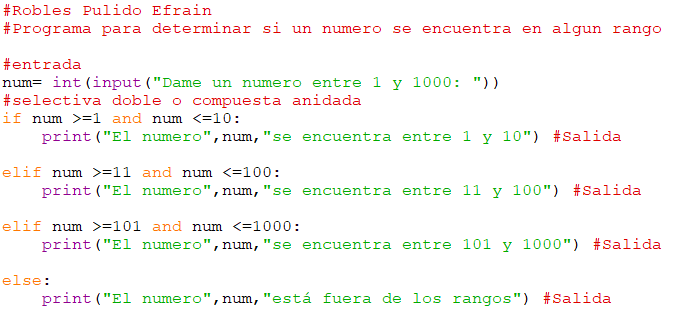 #Robles Pulido Efrain
#Programa para determinar si un numero se encuentra en algun rango
#entrada
num= int(input("Dame un numero entre 1 y 1000: "))
#selectiva doble o compuesta anidada
if num >=1 and num <=10:
    print("El numero",num,"se encuentra entre 1 y 10") #Salida
elif num >=11 and num <=100:
    print("El numero",num,"se encuentra entre 11 y 100") #Salida
elif num >=101 and num <=1000:
    print("El numero",num,"se encuentra entre 101 y 1000") #Salida
else:
    print("El numero",num,"está fuera de los rangos") #Salida